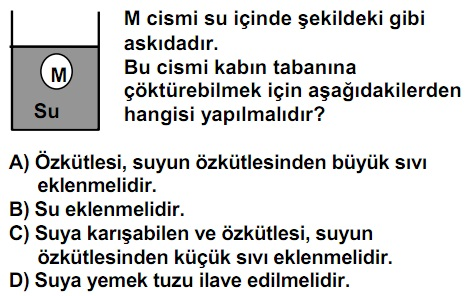 M cismi su içinde şekildeki gibi
askıdadır.
Bu cismi kabın tabanına
çöktürebilmek için aşağıdakilerden
hangisi yapılmalıdır?
M
Su
A) Özkütlesi, suyun özkütlesinden büyük sıvı
eklenmelidir.
B) Su eklenmelidir.
C) Suya karışabilen ve özkütlesi, suyun
özkütlesinden küçük sıvı eklenmelidir.
D) Suya yemek tuzu ilave edilmelidir.